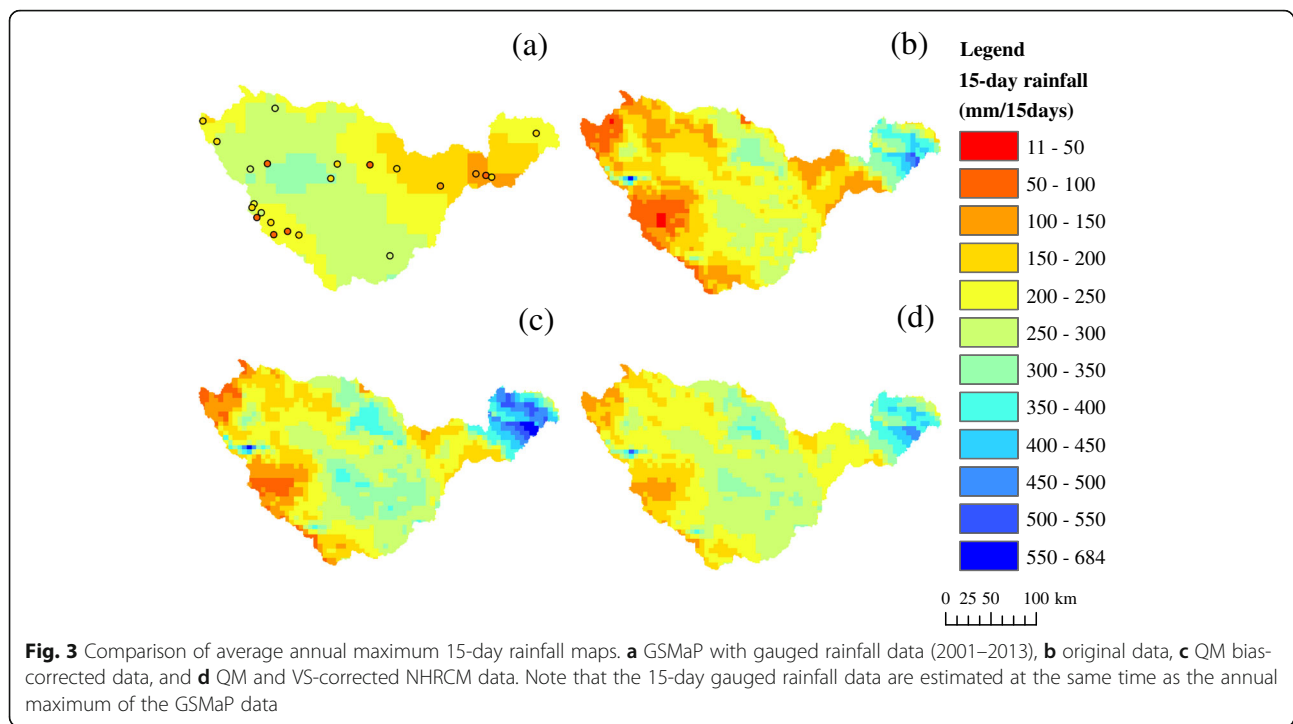 (a)
(b)
Legend
15-day rainfall
(mm/15days)
11 - 50
50 - 100
100 - 150
150 - 200
200 - 250
250 - 300
300 - 350
350 - 400
400 - 450
450 - 500
500 - 550
550 - 684
(c)
(d)
0 25 50 100 km
Fig. 3 Comparison of average annual maximum 15-day rainfall maps. a GSMaP with gauged rainfall data (2001–2013), b original data, c QM bias-
corrected data, and d QM and VS-corrected NHRCM data. Note that the 15-day gauged rainfall data are estimated at the same time as the annual
maximum of the GSMaP data